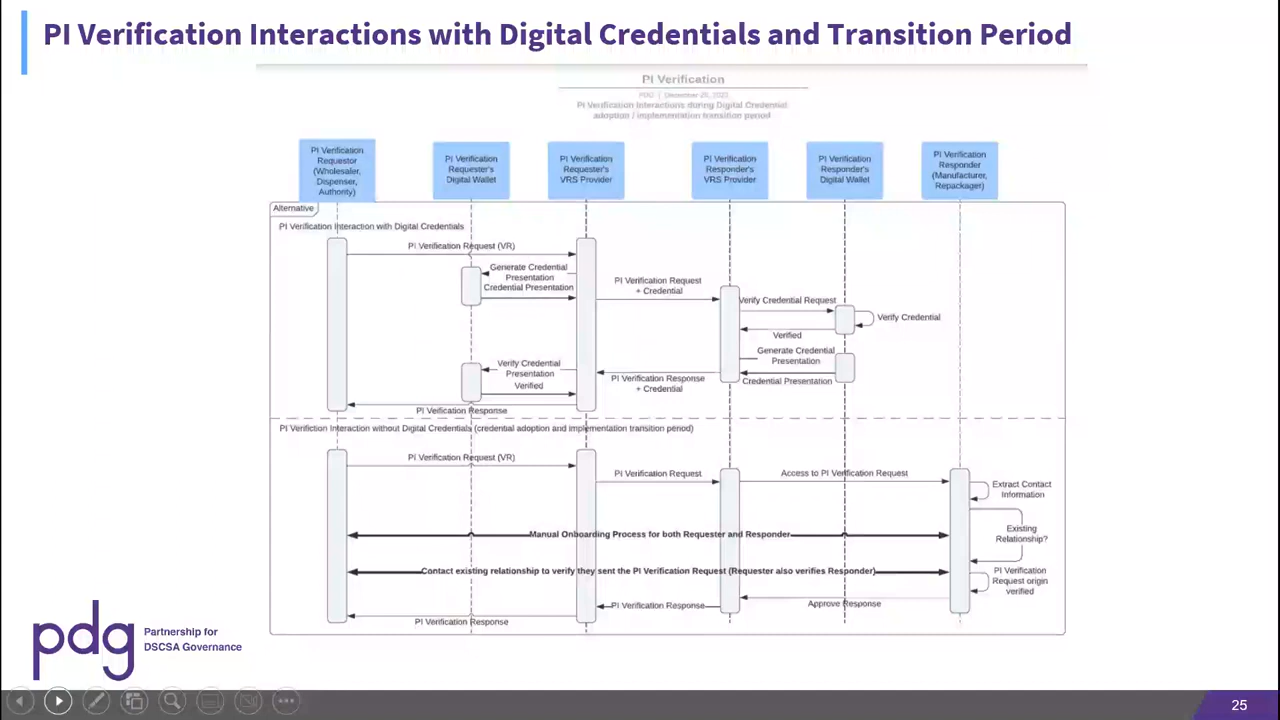 PI Verification Interactions with Digital Credentials and Transition Period
PI Verification
PDG | December 20, 2021
PI Verification Interactions during Digital Credential
adoption / implementation transition period
PI Verification
Requestor
(Wholesaler,
Dispenser,
Authority)
PI Verification
Requester's
Digital Wallet
PI Verification
Requester's
VRS Provider
PI Verification
Responder's
VRS Provider
PI Verification
Responder's
Digital Wallet
PI Verification
Responder
(Manufacturer,
Repackager)
Alternative
PI Verification Interaction with Digital Credentials
PI Verification Request (VR)
Generate Credential
Presentation
Credential Presentation
PI Verification Request
+ Credential
Verify Credential Request
Verify Credential
Verified
Generate Credential
Presentation
Credential Presentation
Verify Credential
Presentation
Verified
PI Verification Response
+ Credential
PI Veification Response
PI Verifiction Interaction without Digital Credentials (credential adoption and implementation transition period)
PI Verification Request (VR)
PI Verification Request
Access to PI Verification Request
Extract Contact
Information
Manual Onboarding Process for both Requester and Responder
Existing
Relationship?
Contact existing relationship to verify they sent the PI Verification Request (Requester also verifies Responder)
PI Verification
Request origin
verified
Approve Response
PI Verification Response
PI Verification Response
pdg
Partnership for
DSCSA Governance
25